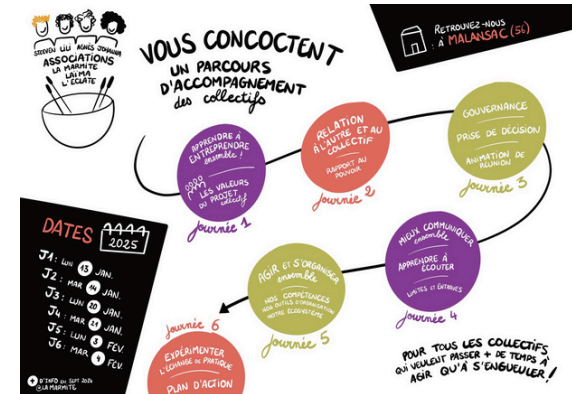 STEEVEN LILI AGNÈS JOHANNA
ASSOCIATIONS
LA MARMITE
LAÏMA
L'ÉCLATE
VOUS CONCOCTENT
UN PARCOURS
D'ACCOMPAGNEMENT
des collectifs
RETROUVEZ-NOUS
À MALANSAC (56)
APPRENDRE À
ENTREPRENDRE
ensemble !
LES VALEURS
DU PROJET
collectif
Journée 1
RELATION
À L'AUTRE ET AU
COLLECTIF
RAPPORT AU
POUVOIR
Journée 2
GOUVERNANCE
PRISE DE DÉCISION
ANIMATION DE
RÉUNION
Journée 3
MIEUX COMMUNIQUER
ensemble
APPRENDRE À
ÉCOUTER
LIMITES ET ENTRAVES
Journée 4
AGIR ET S'ORGANISER
ensemble
NOS COMPÉTENCES
NOS OUTILS D'ORGANISATION
NOTRE ÉCOSYSTÈME
Journée 5
Journée 6
EXPÉRIMENTER
L'ÉCHANGE DE PRATIQUE
PLAN D'ACTION
DATES
2025
J1: LUN 13 JAN.
J2: MAR 14 JAN.
J3: LUN 20 JAN.
J4: MAR 21 JAN.
J5: LUN 3 FÉV.
J6: MAR 4 FÉV.
+ D'INFO EN SEPT 2024
@LA MARMITE
POUR TOUS LES COLLECTIFS
QUI VEULENT PASSER + DE TEMPS À
AGIR QU'À S'ENGUEULER !